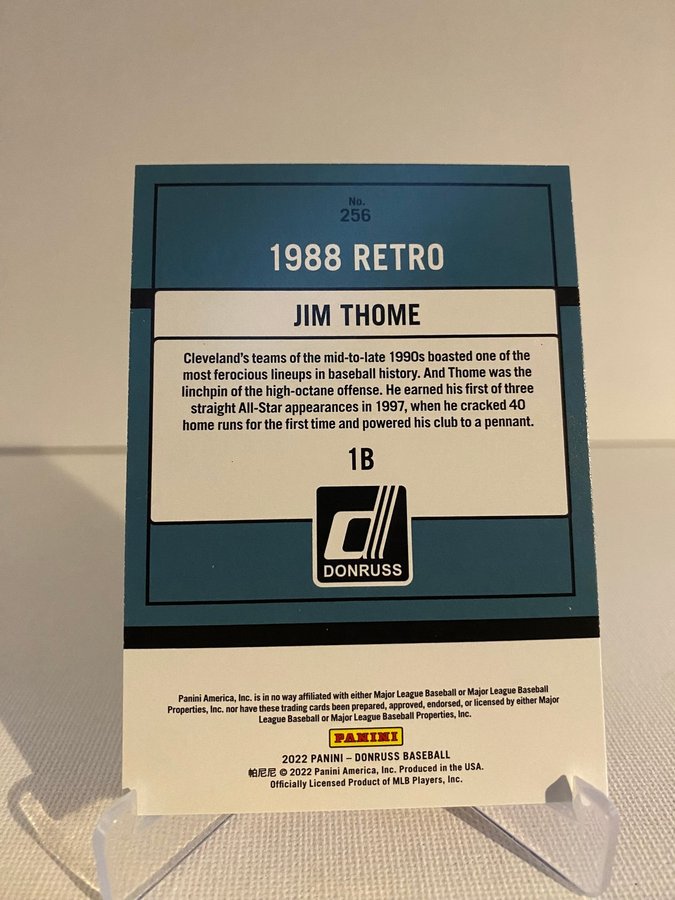 No.
256
1988 RETRO
JIM THOME
Cleveland's teams of the mid-to-late 1990s boasted one of the
most ferocious lineups in baseball history. And Thome was the
linchpin of the high-octane offense. He earned his first of three
straight All-Star appearances in 1997, when he cracked 40
home runs for the first time and powered his club to a pennant.
1B
d
DONRUSS
Panini America, Inc. is in no way affiliated with either Major League Baseball or Major League Baseball
Properties, Inc. nor have these trading cards been prepared, approved, endorsed, or licensed by either Major
League Baseball or Major League Baseball Properties, Inc.
PANINI
2022 PANINI – DONRUSS BASEBALL
帕尼尼 © 2022 Panini America, Inc. Produced in the USA.
Officially Licensed Product of MLB Players, Inc.